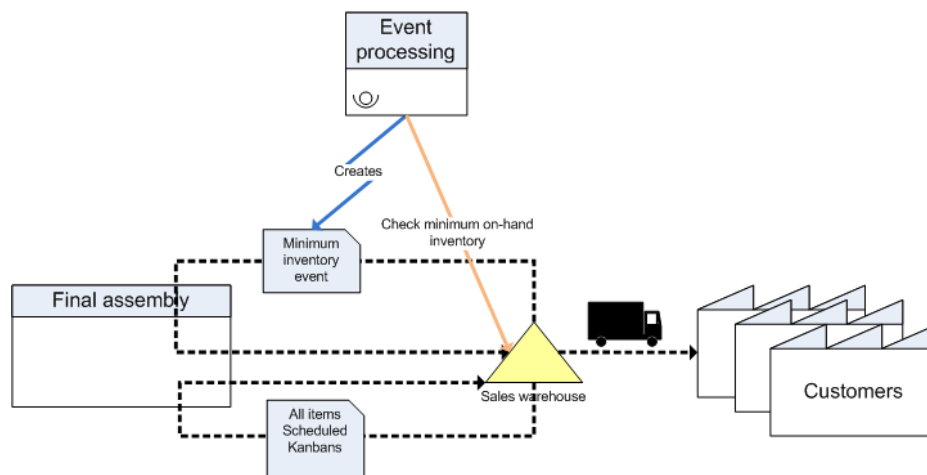 Event
processing
Creates
Check minimum on-hand
inventory
Minimum
inventory
event
Final assembly
Sales warehouse
Customers
All items
Scheduled
Kanbans